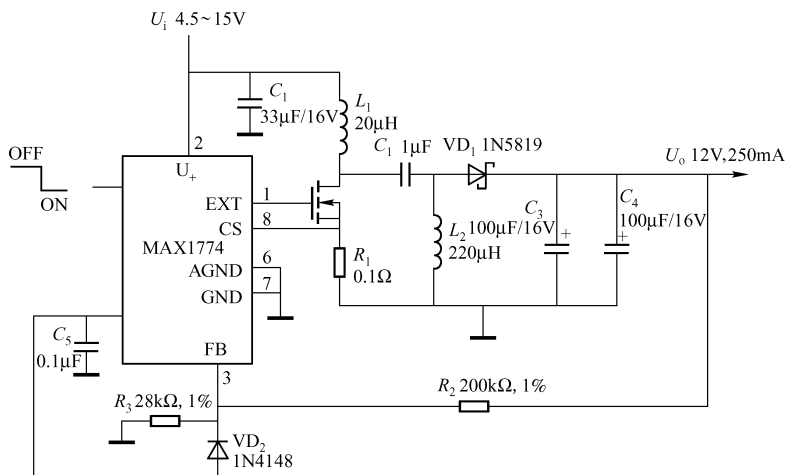 Ui 4.5~15V
C1
33μF/16V
L1
20μH
2
OFF
ON
U+
C1 1μF
VD1 1N5819
Uo 12V,250mA
EXT
1
CS
8
MAX1774
AGND
6
GND
7
R1
0.1Ω
L2
220μH
C3
100μF/16V
+
C4
100μF/16V
+
C5
0.1μF
FB
3
R2 200kΩ, 1%
R3 28kΩ, 1%
VD2
1N4148